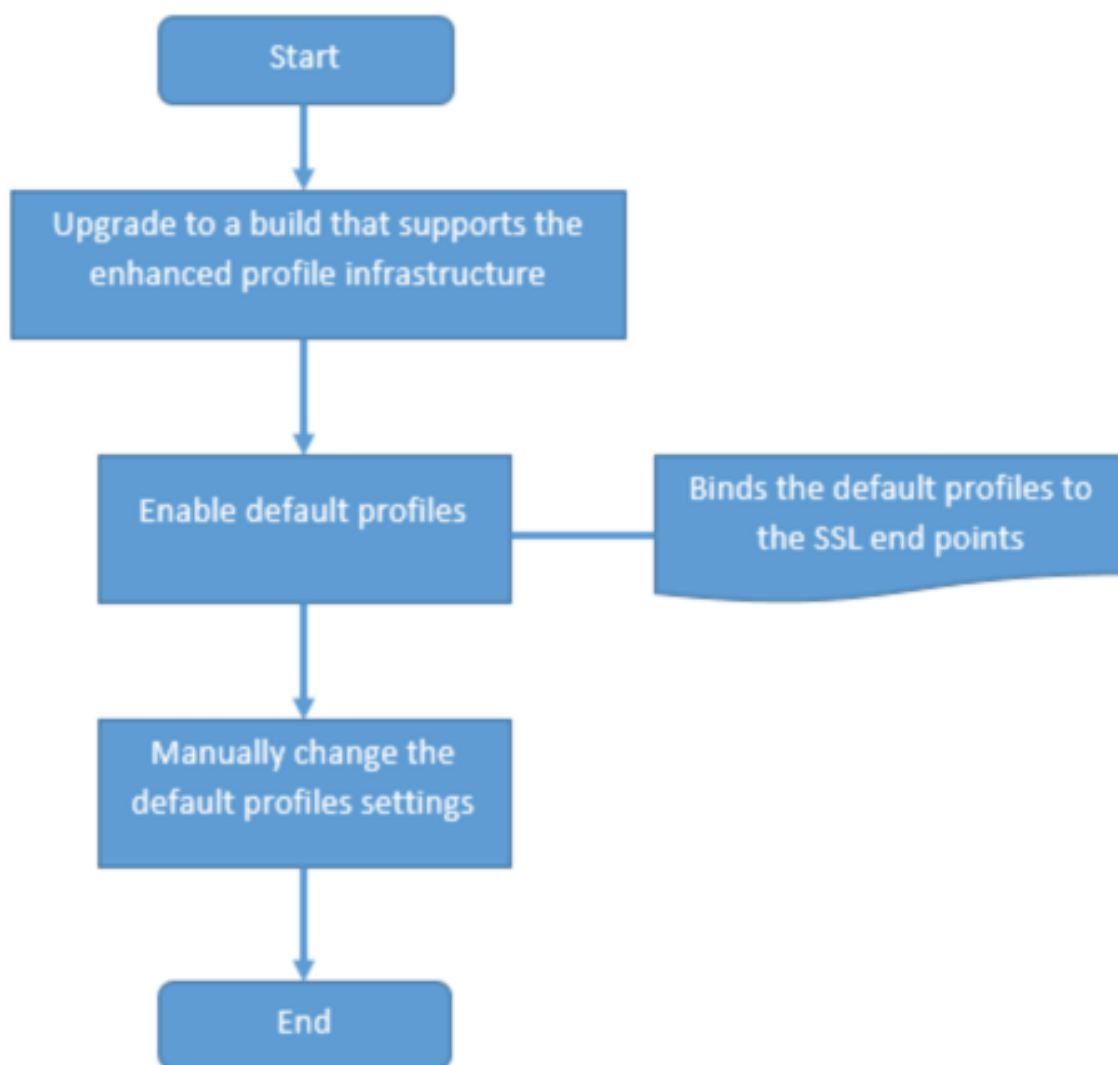 Start
Upgrade to a build that supports the
enhanced profile infrastructure
Enable default profiles
Binds the default profiles to
the SSL end points
Manually change the
default profiles settings
End